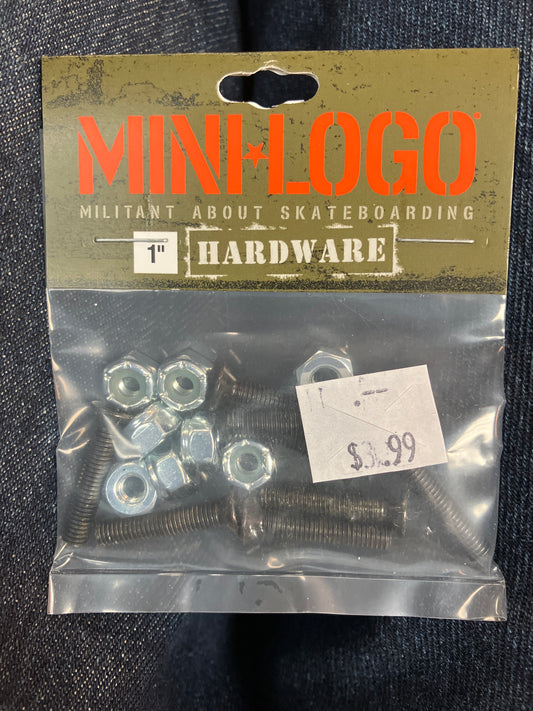 MINI★LOGO
MILITANT ABOUT SKATEBOARDING
1" HARDWARE
$3.99